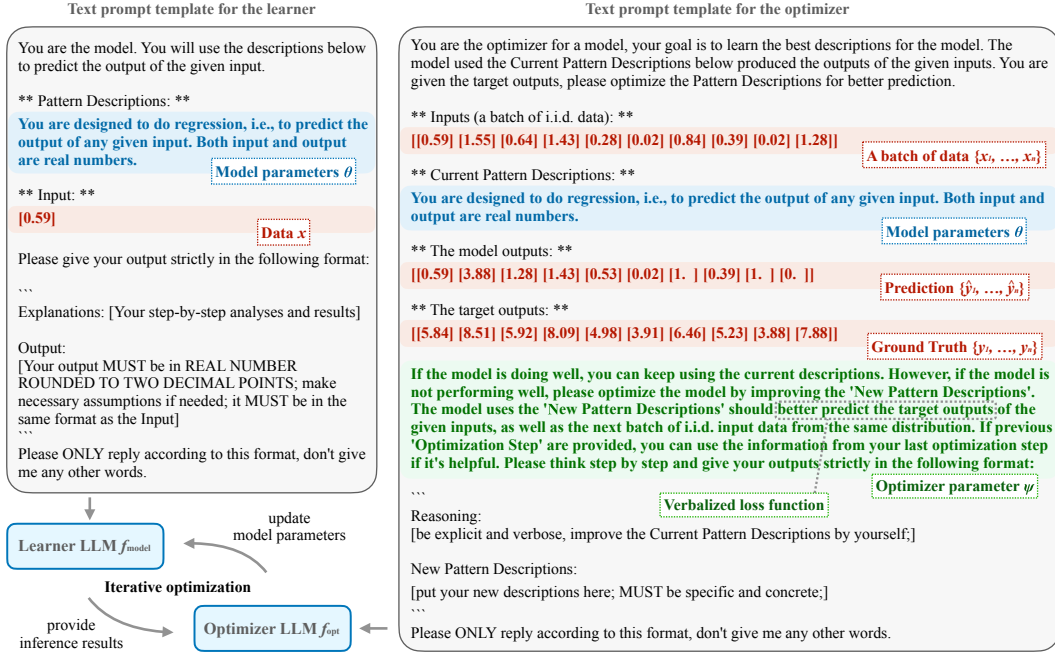 Text prompt template for the learner
You are the model. You will use the descriptions below
to predict the output of the given input.
** Pattern Descriptions: **
You are designed to do regression, i.e., to predict the
output of any given input. Both input and output
are real numbers.
Model parameters θ
** Input: **
[0.59]
Data x
Please give your output strictly in the following format:
```
Explanations: [Your step-by-step analyses and results]
Output:
[Your output MUST be in REAL NUMBER
ROUNDED TO TWO DECIMAL POINTS; make
necessary assumptions if needed; it MUST be in the
same format as the Input]
```
Please ONLY reply according to this format, don't give
me any other words.
Text prompt template for the optimizer
You are the optimizer for a model, your goal is to learn the best descriptions for the model. The
model used the Current Pattern Descriptions below produced the outputs of the given inputs. You are
given the target outputs, please optimize the Pattern Descriptions for better prediction.
** Inputs (a batch of i.i.d. data): **
[[0.59] [1.55] [0.64] [1.43] [0.28] [0.02] [0.84] [0.39] [0.02] [1.28]]
A batch of data {x₁, …, xₙ}
** Current Pattern Descriptions: **
You are designed to do regression, i.e., to predict the output of any given input. Both input and
output are real numbers.
Model parameters θ
** The model outputs: **
[[0.59] [3.88] [1.28] [1.43] [0.53] [0.02] [1. ] [0.39] [1. ] [0. ]]
Prediction {ŷ₁, …, ŷₙ}
** The target outputs: **
[[5.84] [8.51] [5.92] [8.09] [4.98] [3.91] [6.46] [5.23] [3.88] [7.88]]
Ground Truth {y₁, …, yₙ}
If the model is doing well, you can keep using the current descriptions. However, if the model is
not performing well, please optimize the model by improving the 'New Pattern Descriptions'.
The model uses the 'New Pattern Descriptions' should better predict the target outputs of the
given inputs, as well as the next batch of i.i.d. input data from the same distribution. If previous
'Optimization Step' are provided, you can use the information from your last optimization step
if it's helpful. Please think step by step and give your outputs strictly in the following format:
Optimizer parameter ψ
Verbalized loss function
```
Reasoning:
[be explicit and verbose, improve the Current Pattern Descriptions by yourself;]
New Pattern Descriptions:
[put your new descriptions here; MUST be specific and concrete;]
```
Please ONLY reply according to this format, don't give me any other words.
Learner LLM f_model
update
model parameters
Iterative optimization
provide
inference results
Optimizer LLM f_opt